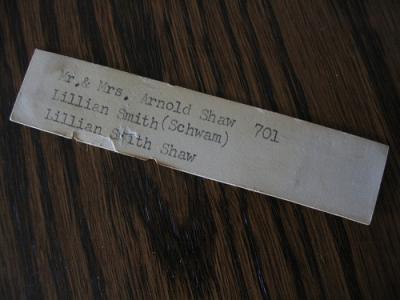 Mr.& Mrs. Arnold Shaw 701
Lillian Smith(Schwam)
Lillian Smith Shaw